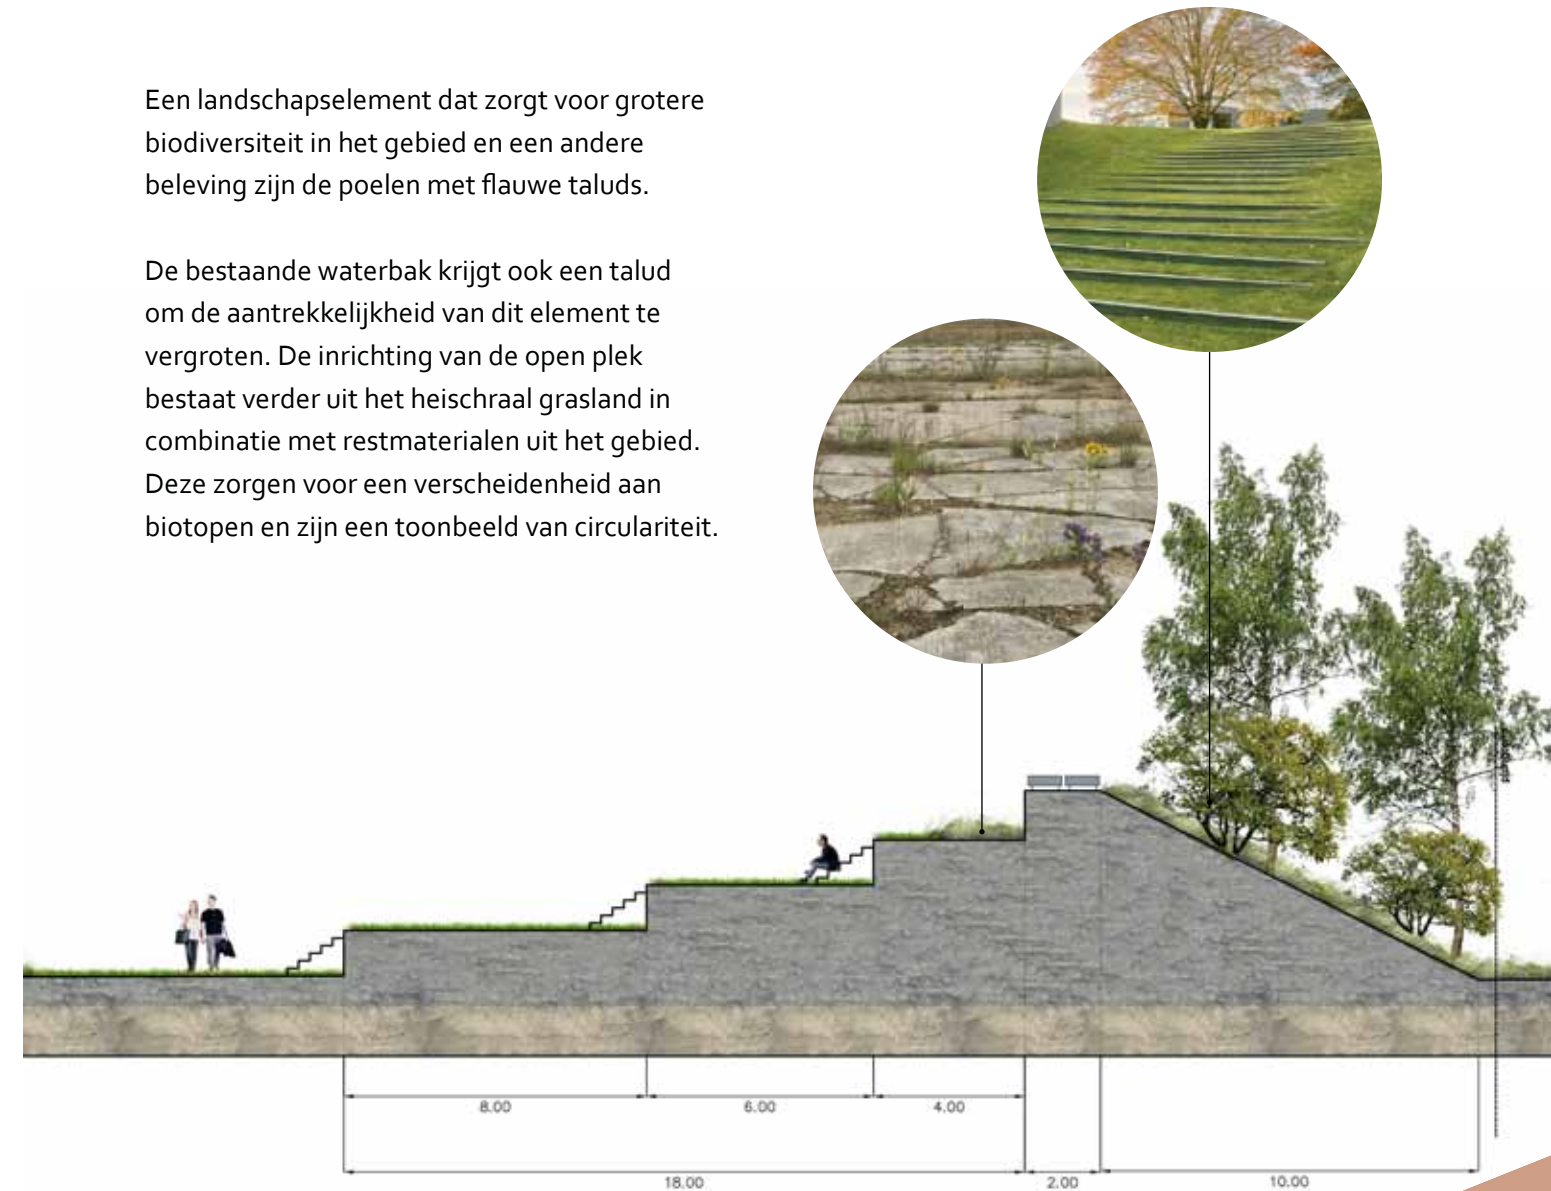 Een landschapselement dat zorgt voor grotere
biodiversiteit in het gebied en een andere
beleving zijn de poelen met flauwe taluds.
De bestaande waterbak krijgt ook een talud
om de aantrekkelijkheid van dit element te
vergroten. De inrichting van de open plek
bestaat verder uit het heischraal grasland in
combinatie met restmaterialen uit het gebied.
Deze zorgen voor een verscheidenheid aan
biotopen en zijn een toonbeeld van circulariteit.
8.00
6.00
4.00
18.00
2.00
10.00